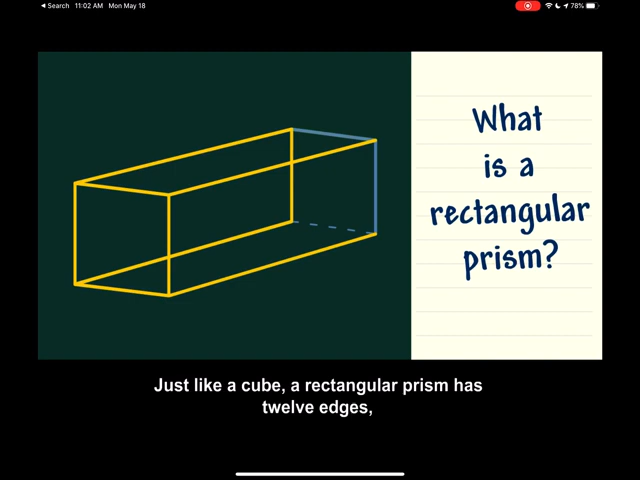 ◀ Search 11:02 AM Mon May 18 78%
What
is a
rectangular
prism?
Just like a cube, a rectangular prism has
twelve edges,